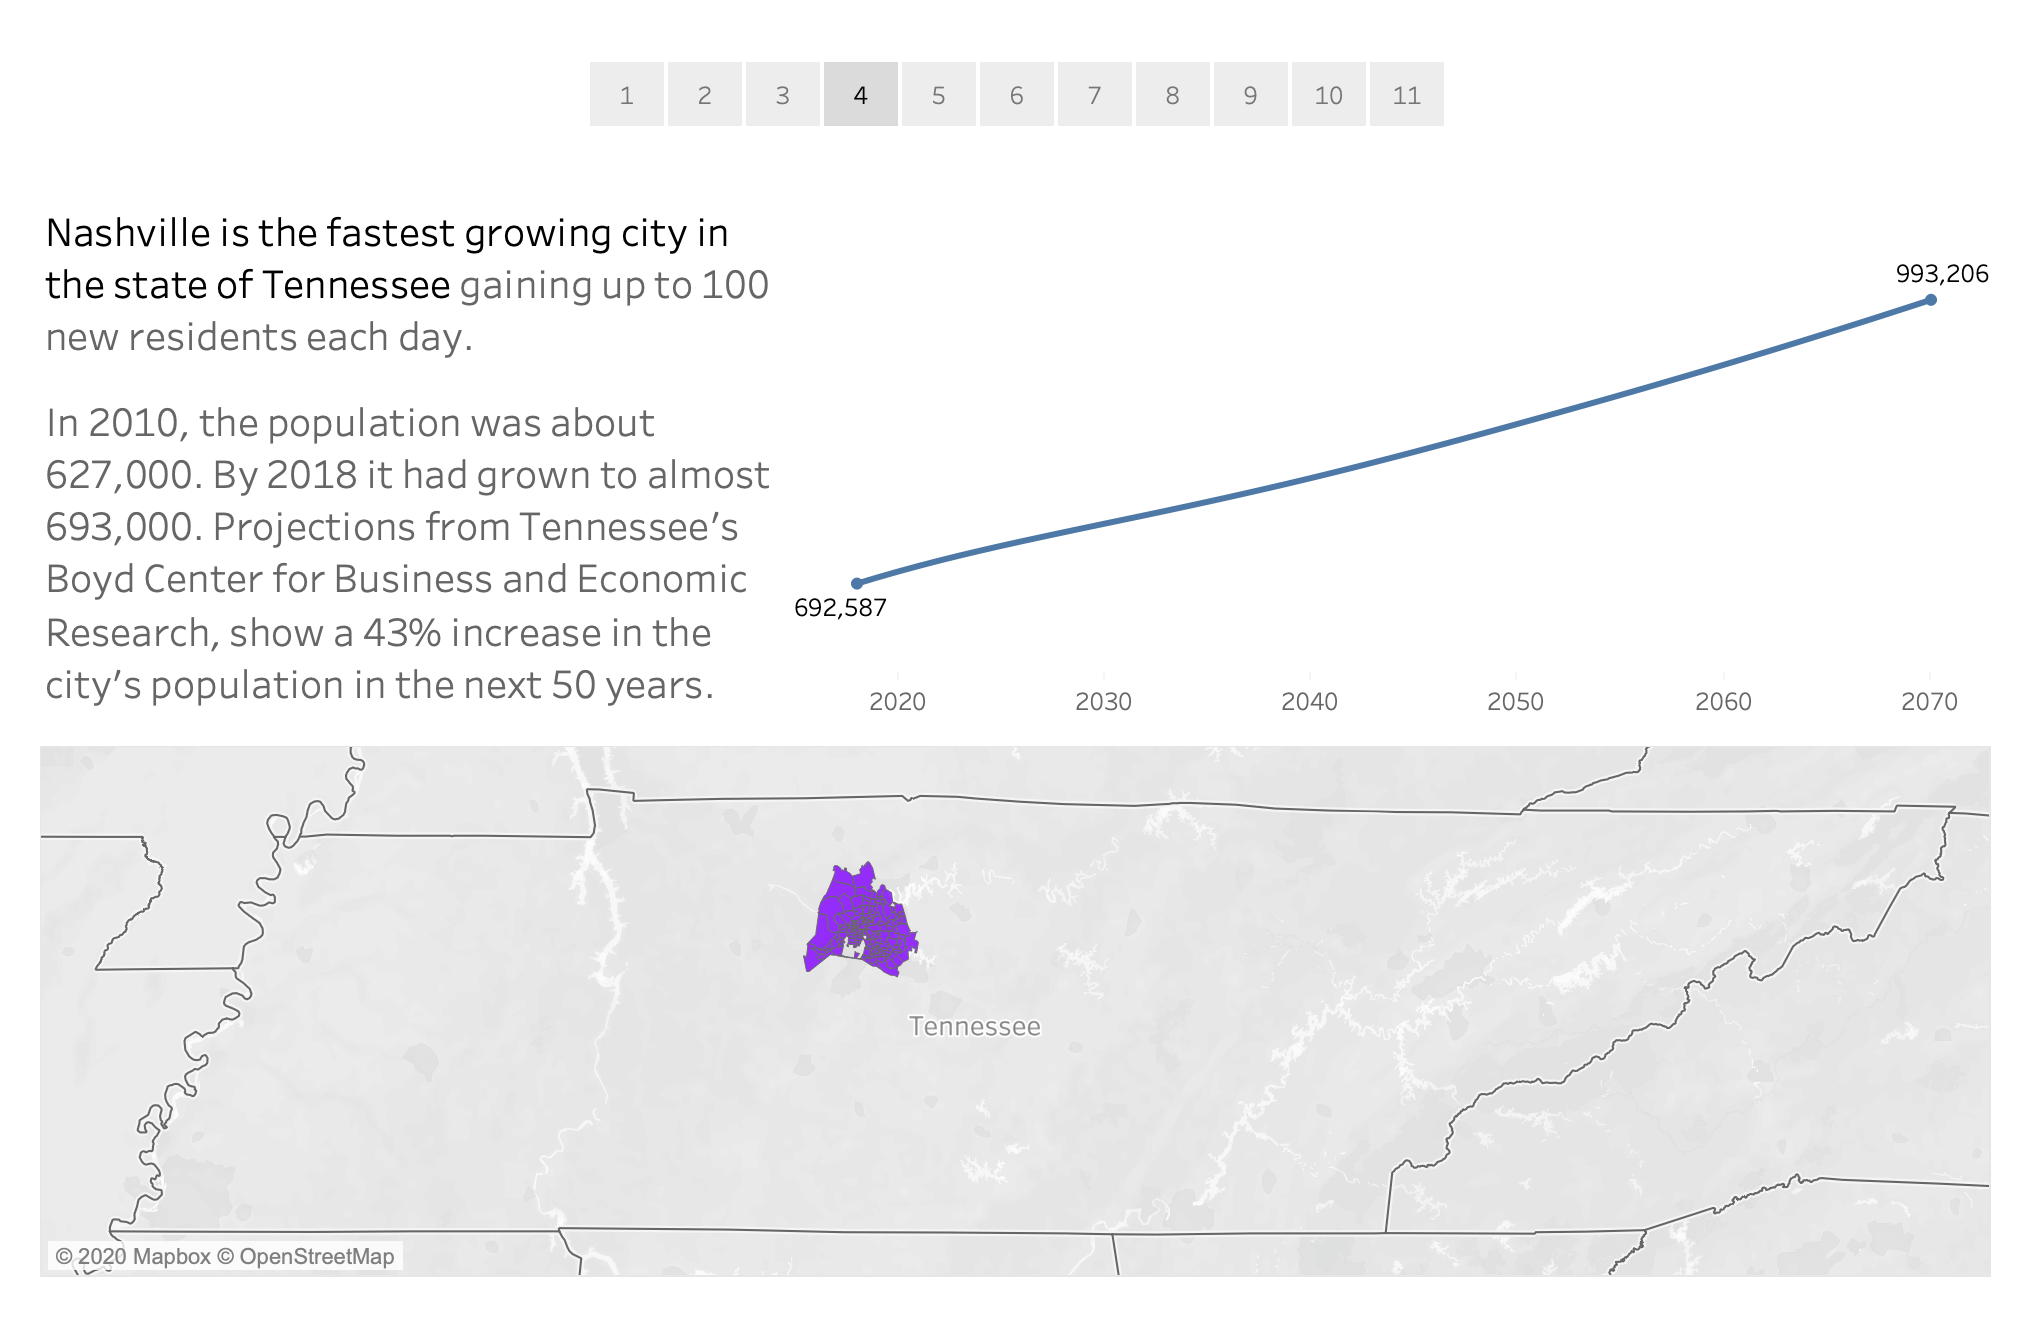 1 2 3 4 5 6 7 8 9 10 11
Nashville is the fastest growing city in
the state of Tennessee gaining up to 100
new residents each day.
In 2010, the population was about
627,000. By 2018 it had grown to almost
693,000. Projections from Tennessee’s
Boyd Center for Business and Economic
Research, show a 43% increase in the
city’s population in the next 50 years.
993,206
692,587
2020 2030 2040 2050 2060 2070
Tennessee
© 2020 Mapbox © OpenStreetMap